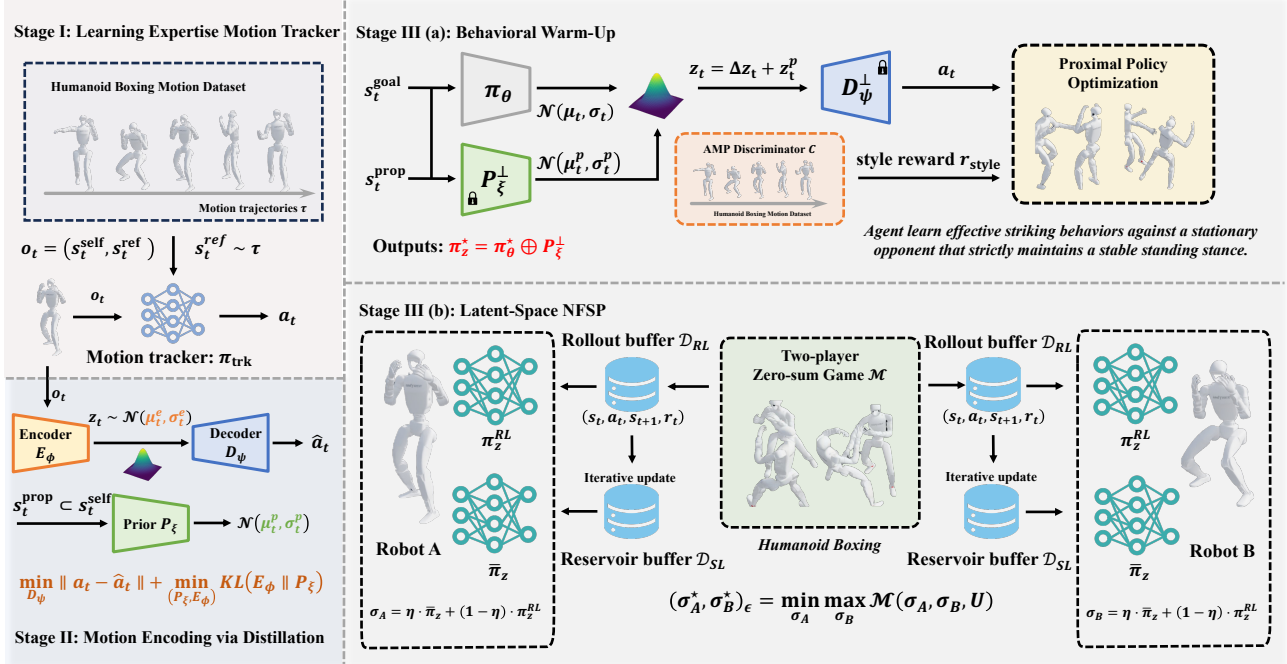 Stage I: Learning Expertise Motion Tracker
Humanoid Boxing Motion Dataset
Motion trajectories τ
o_t = (s_t^self, s_t^ref)
s_t^ref ∼ τ
o_t
a_t
Motion tracker: π_trk
o_t
Encoder
E_ϕ
z_t ∼ 𝒩(μ_t^e, σ_t^e)
Decoder
D_ψ
â_t
s_t^prop ⊂ s_t^self
Prior P_ξ
𝒩(μ_t^p, σ_t^p)
min_{D_ψ} ∥ a_t − â_t ∥ + min_{(P_ξ,E_ϕ)} KL(E_ϕ ∥ P_ξ)
Stage II: Motion Encoding via Distillation
Stage III (a): Behavioral Warm-Up
s_t^goal
π_θ
𝒩(μ_t, σ_t)
s_t^prop
P_ξ^⊥
𝒩(μ_t^p, σ_t^p)
z_t = Δz_t + z_t^p
D_ψ^⊥
a_t
AMP Discriminator C
Humanoid Boxing Motion Dataset
style reward r_style
Proximal Policy
Optimization
Outputs: π_z^⋆ = π_θ^⋆ ⊕ P_ξ^⊥
Agent learn effective striking behaviors against a stationary
opponent that strictly maintains a stable standing stance.
Stage III (b): Latent-Space NFSP
Robot A
π_z^RL
π̅_z
σ_A = η · π̅_z + (1 − η) · π_z^RL
Rollout buffer 𝒟_RL
(s_t, a_t, s_{t+1}, r_t)
Iterative update
Reservoir buffer 𝒟_SL
Two-player
Zero-sum Game ℳ
Humanoid Boxing
Rollout buffer 𝒟_RL
(s_t, a_t, s_{t+1}, r_t)
Iterative update
Reservoir buffer 𝒟_SL
π_z^RL
π̅_z
Robot B
σ_B = η · π̅_z + (1 − η) · π_z^RL
(σ_A^⋆, σ_B^⋆)_ϵ = min_{σ_A} max_{σ_B} ℳ(σ_A, σ_B, U)